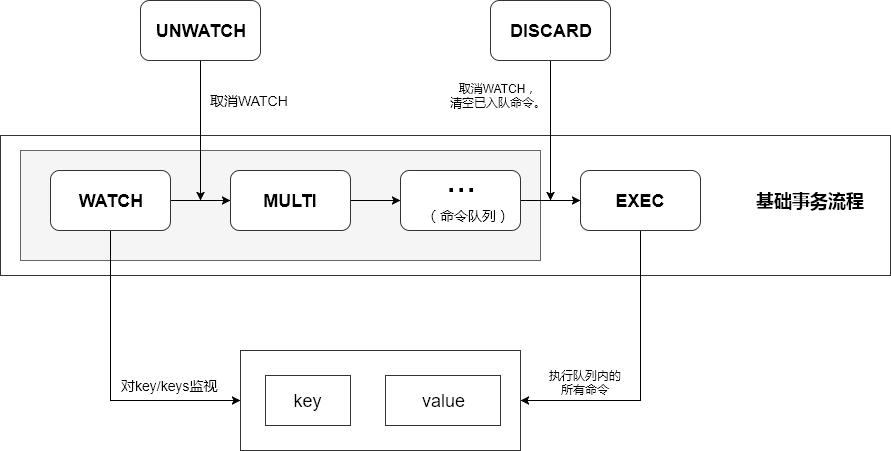 UNWATCH
DISCARD
取消WATCH
取消WATCH，
清空已入队命令。
WATCH
MULTI
...
（命令队列）
EXEC
基础事务流程
对key/keys监视
key
value
执行队列内的
所有命令